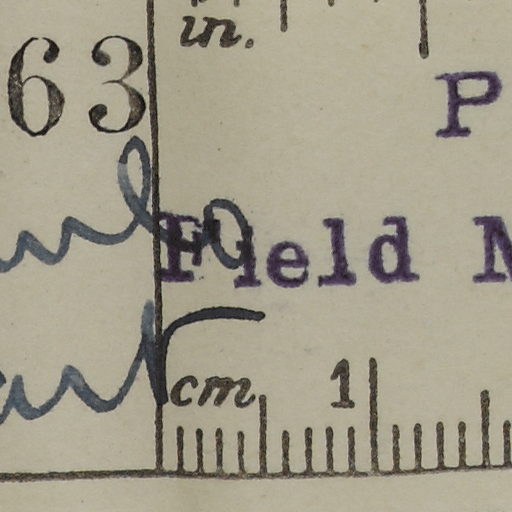 in.
63
P
Field M
cm 1